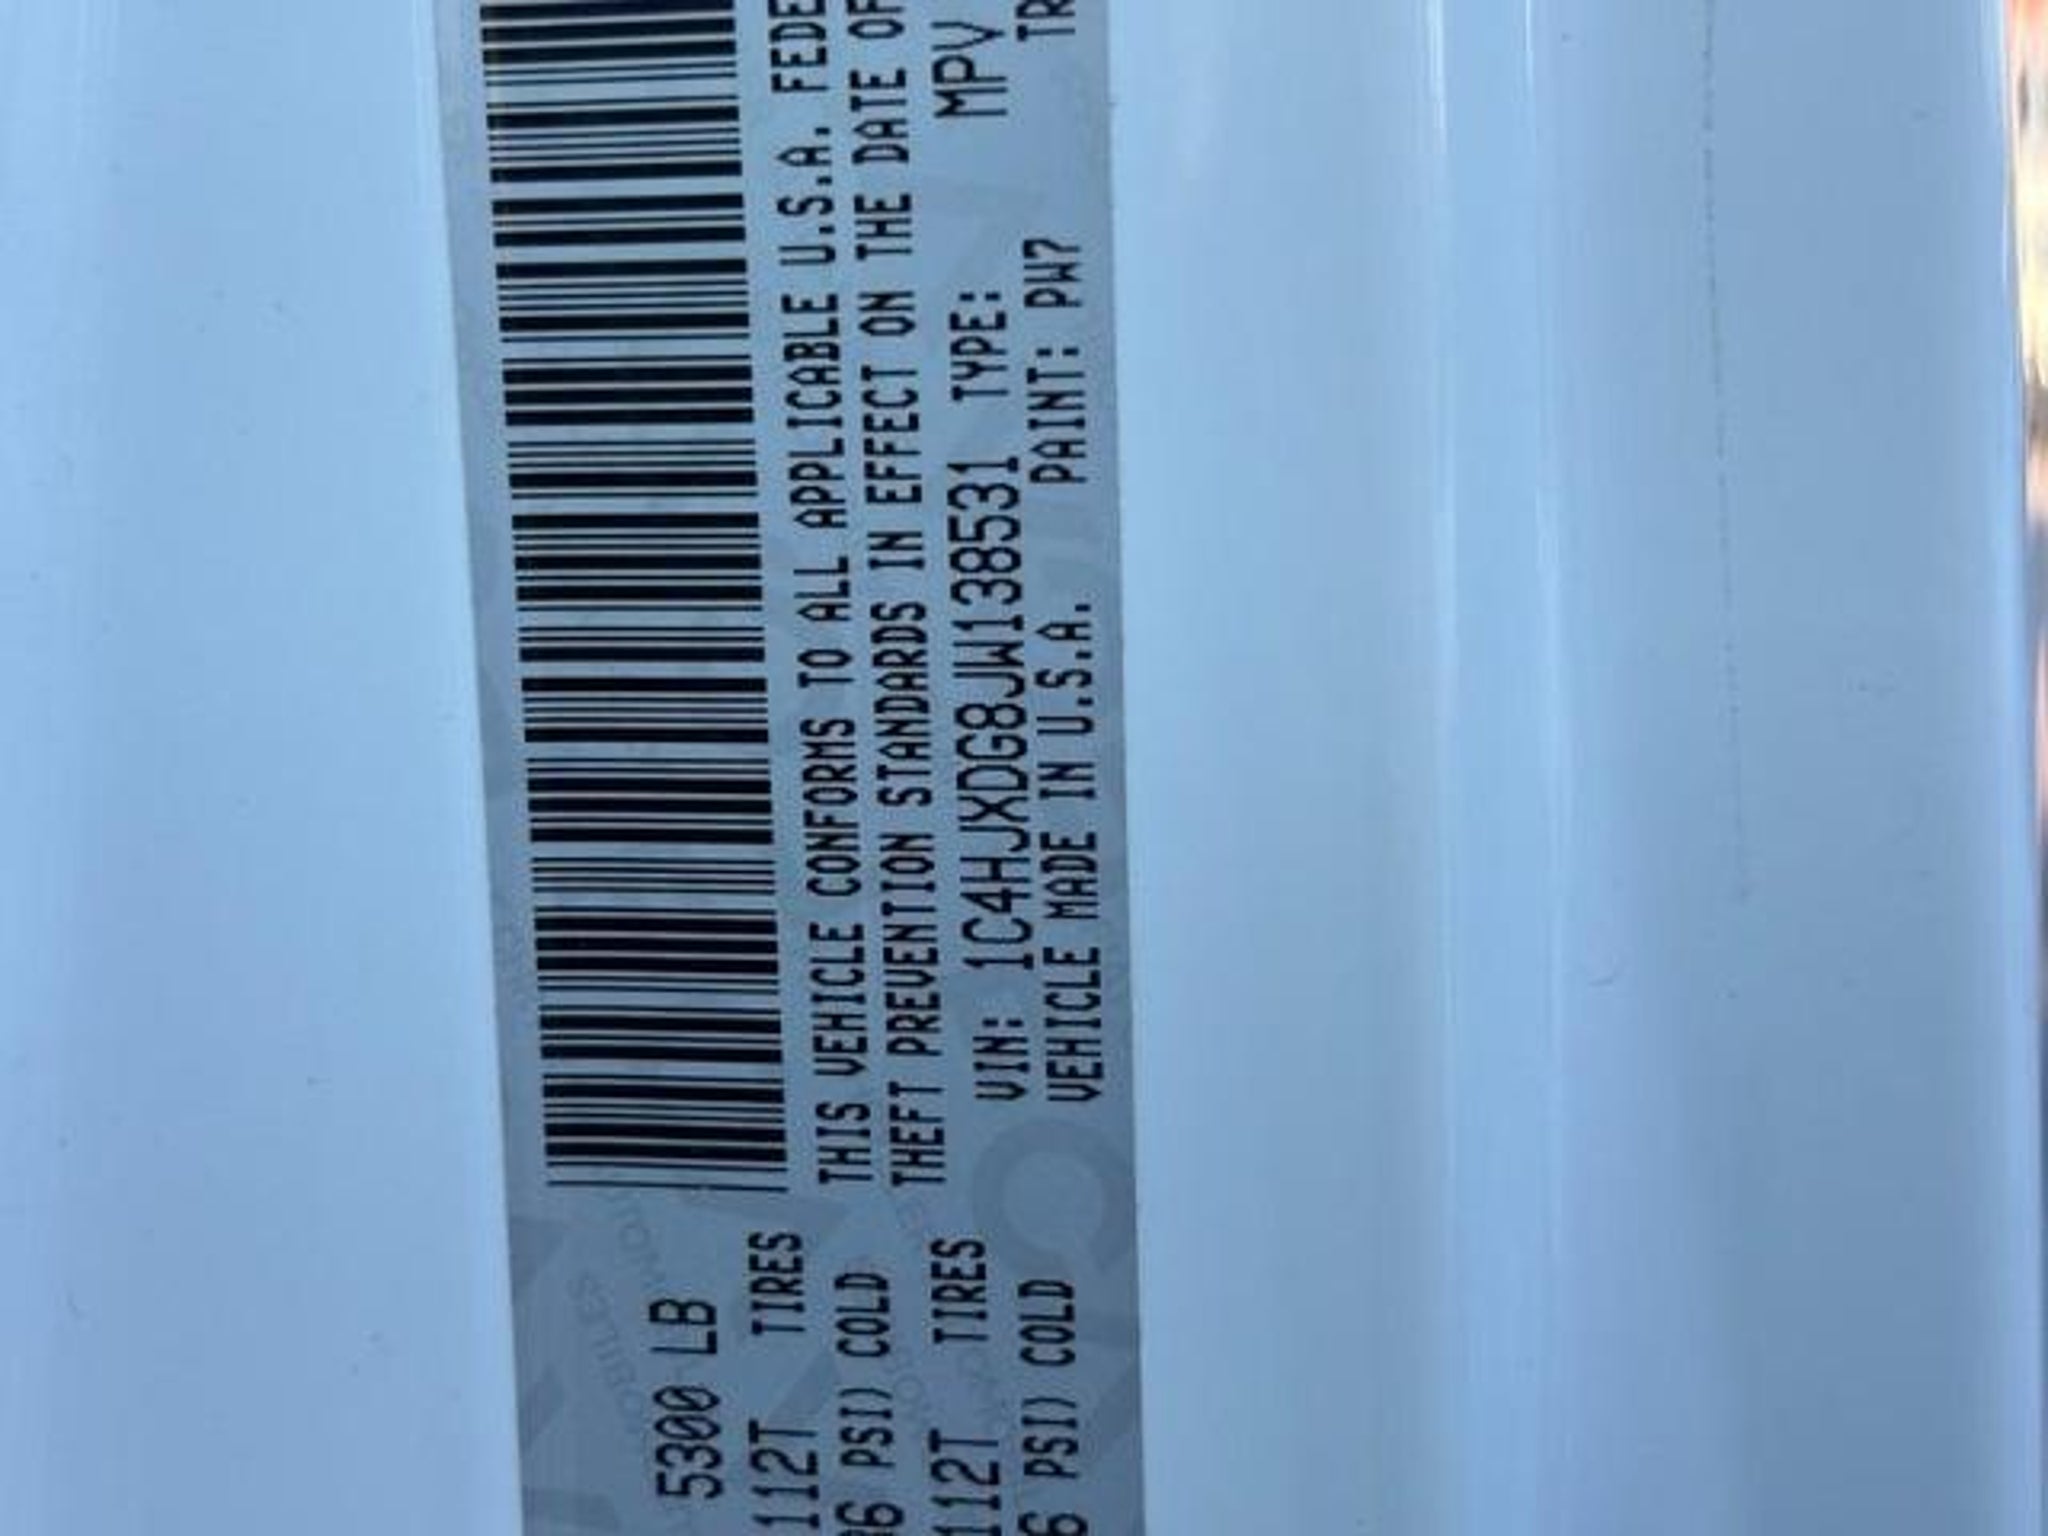 5300 LB
112T TIRES
6 PSI) COLD
112T TIRES
6 PSI) COLD
THIS VEHICLE CONFORMS TO ALL APPLICABLE U.S.A. FEDE
THEFT PREVENTION STANDARDS IN EFFECT ON THE DATE OF
VIN: 1C4HJXDG8JW138531 TYPE: MPV
VEHICLE MADE IN U.S.A. PAINT: PW7 TR